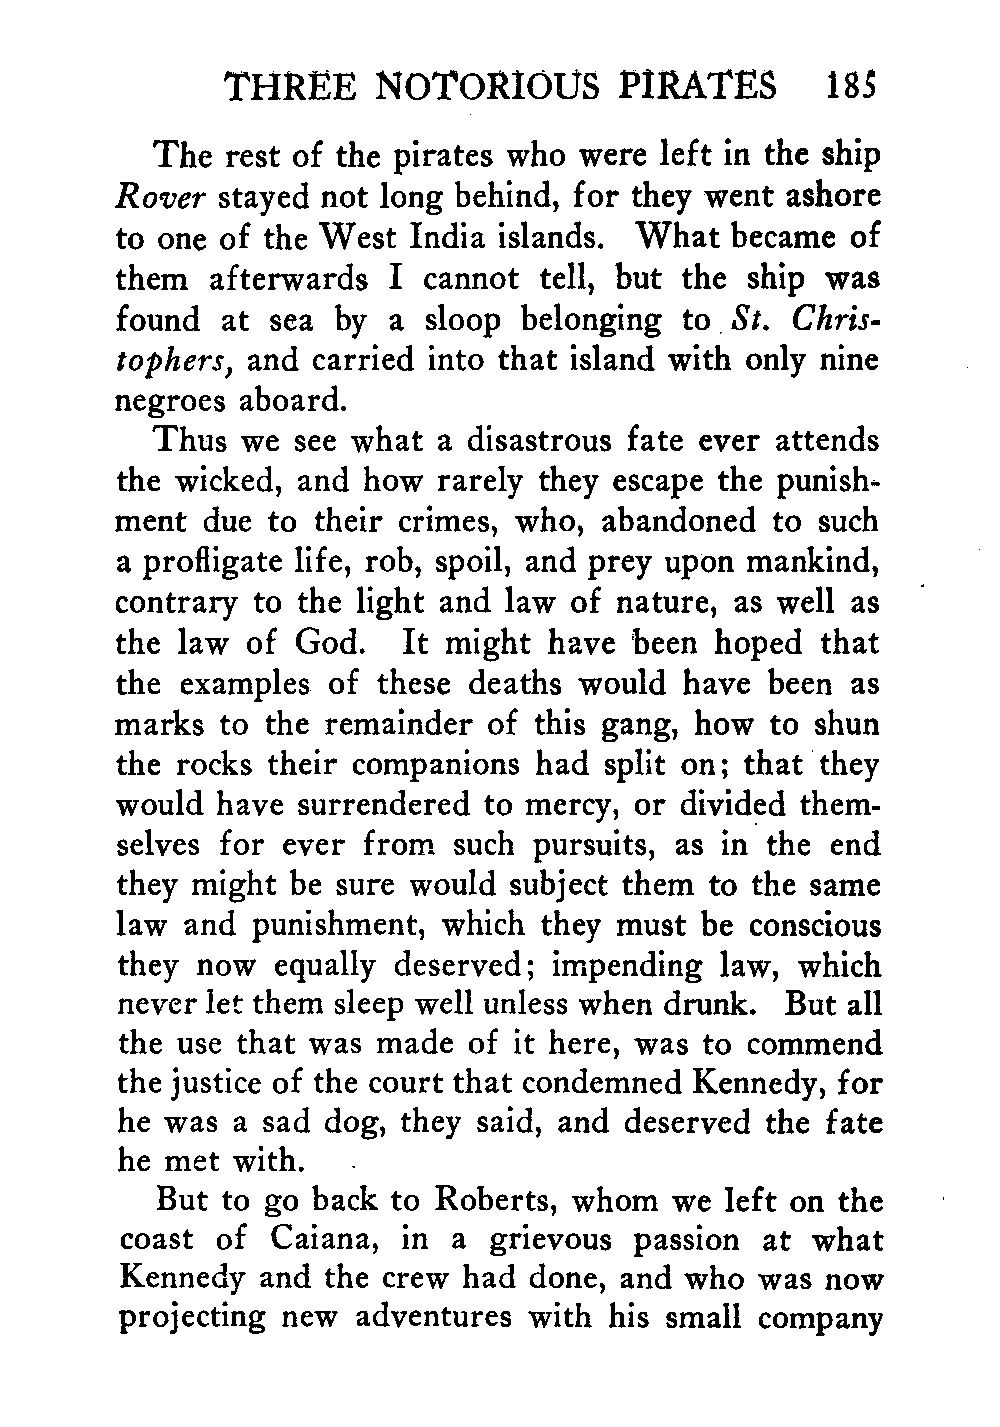 THREE NOTORIOUS PIRATES 185
The rest of the pirates who were left in the ship
Rover stayed not long behind, for they went ashore
to one of the West India islands. What became of
them afterwards I cannot tell, but the ship was
found at sea by a sloop belonging to St. Chris-
tophers, and carried into that island with only nine
negroes aboard.
Thus we see what a disastrous fate ever attends
the wicked, and how rarely they escape the punish-
ment due to their crimes, who, abandoned to such
a profligate life, rob, spoil, and prey upon mankind,
contrary to the light and law of nature, as well as
the law of God. It might have been hoped that
the examples of these deaths would have been as
marks to the remainder of this gang, how to shun
the rocks their companions had split on; that they
would have surrendered to mercy, or divided them-
selves for ever from such pursuits, as in the end
they might be sure would subject them to the same
law and punishment, which they must be conscious
they now equally deserved; impending law, which
never let them sleep well unless when drunk. But all
the use that was made of it here, was to commend
the justice of the court that condemned Kennedy, for
he was a sad dog, they said, and deserved the fate
he met with.
But to go back to Roberts, whom we left on the
coast of Caiana, in a grievous passion at what
Kennedy and the crew had done, and who was now
projecting new adventures with his small company